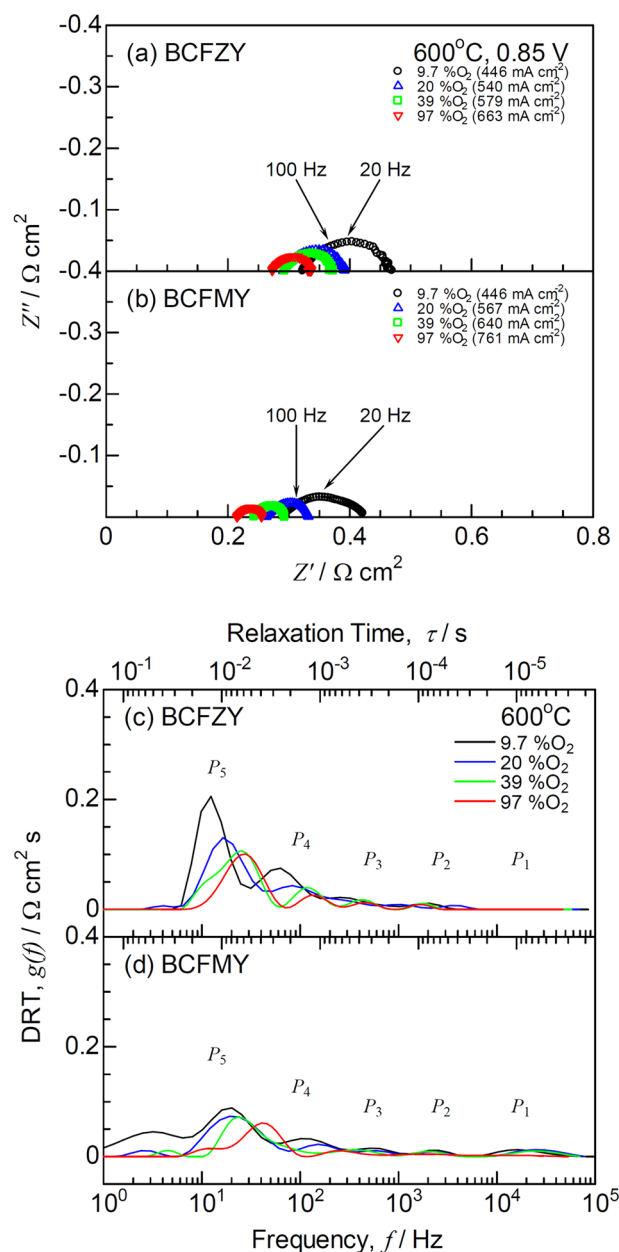 (a) BCFZY
600°C, 0.85 V
9.7 %O₂ (446 mA cm⁻²)
20 %O₂ (540 mA cm⁻²)
39 %O₂ (579 mA cm⁻²)
97 %O₂ (663 mA cm⁻²)
100 Hz 20 Hz
-0.4
-0.3
-0.2
-0.1
-0.4
Z'' / Ω cm²
(b) BCFMY
9.7 %O₂ (446 mA cm⁻²)
20 %O₂ (567 mA cm⁻²)
39 %O₂ (640 mA cm⁻²)
97 %O₂ (761 mA cm⁻²)
100 Hz 20 Hz
-0.3
-0.2
-0.1
0 0.2 0.4 0.6 0.8
Z' / Ω cm²
Relaxation Time, τ / s
10⁻¹ 10⁻² 10⁻³ 10⁻⁴ 10⁻⁵
(c) BCFZY
600°C
9.7 %O₂
20 %O₂
39 %O₂
97 %O₂
P₅ P₄ P₃ P₂ P₁
0.4
0.2
0
0.4
DRT, g(f) / Ω cm² s
(d) BCFMY
P₅ P₄ P₃ P₂ P₁
0.2
0
10⁰ 10¹ 10² 10³ 10⁴ 10⁵
Frequency, f / Hz